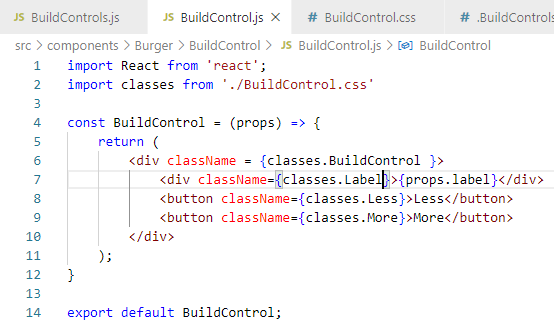 JS BuildControls.js JS BuildControl.js × # BuildControl.css # .BuildControls
src > components > Burger > BuildControl > JS BuildControl.js > BuildControl
1 import React from 'react';
2 import classes from './BuildControl.css'
3
4 const BuildControl = (props) => {
5 return (
6 <div className = {classes.BuildControl }>
7 <div className={classes.Label}>{props.label}</div>
8 <button className={classes.Less}>Less</button>
9 <button className={classes.More}>More</button>
10 </div>
11 );
12 }
13
14 export default BuildControl;